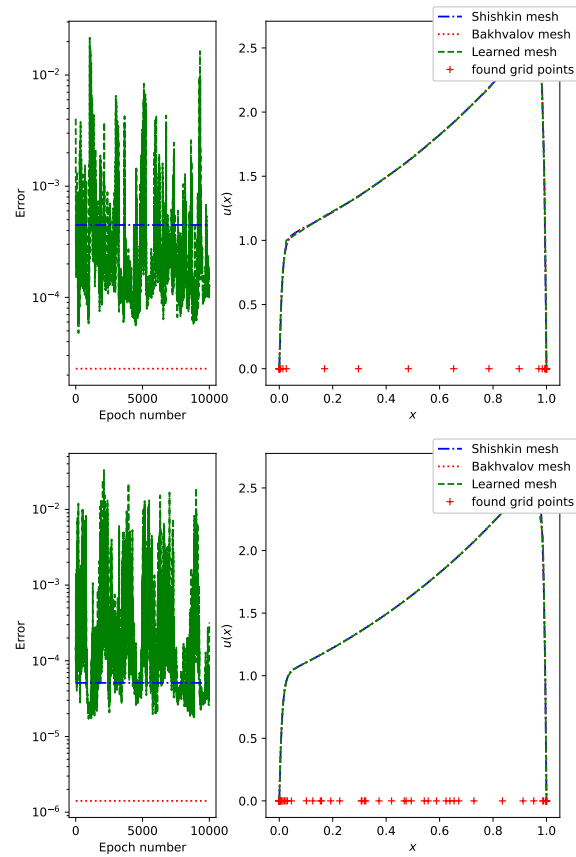 Shishkin mesh
Bakhvalov mesh
Learned mesh
found grid points
10⁻²
10⁻³
10⁻⁴
Error
0
5000
10000
Epoch number
2.5
2.0
1.5
1.0
0.5
0.0
u(x)
0.0
0.2
0.4
0.6
0.8
1.0
x
Shishkin mesh
Bakhvalov mesh
Learned mesh
found grid points
10⁻²
10⁻³
10⁻⁴
10⁻⁵
10⁻⁶
Error
0
5000
10000
Epoch number
2.5
2.0
1.5
1.0
0.5
0.0
u(x)
0.0
0.2
0.4
0.6
0.8
1.0
x